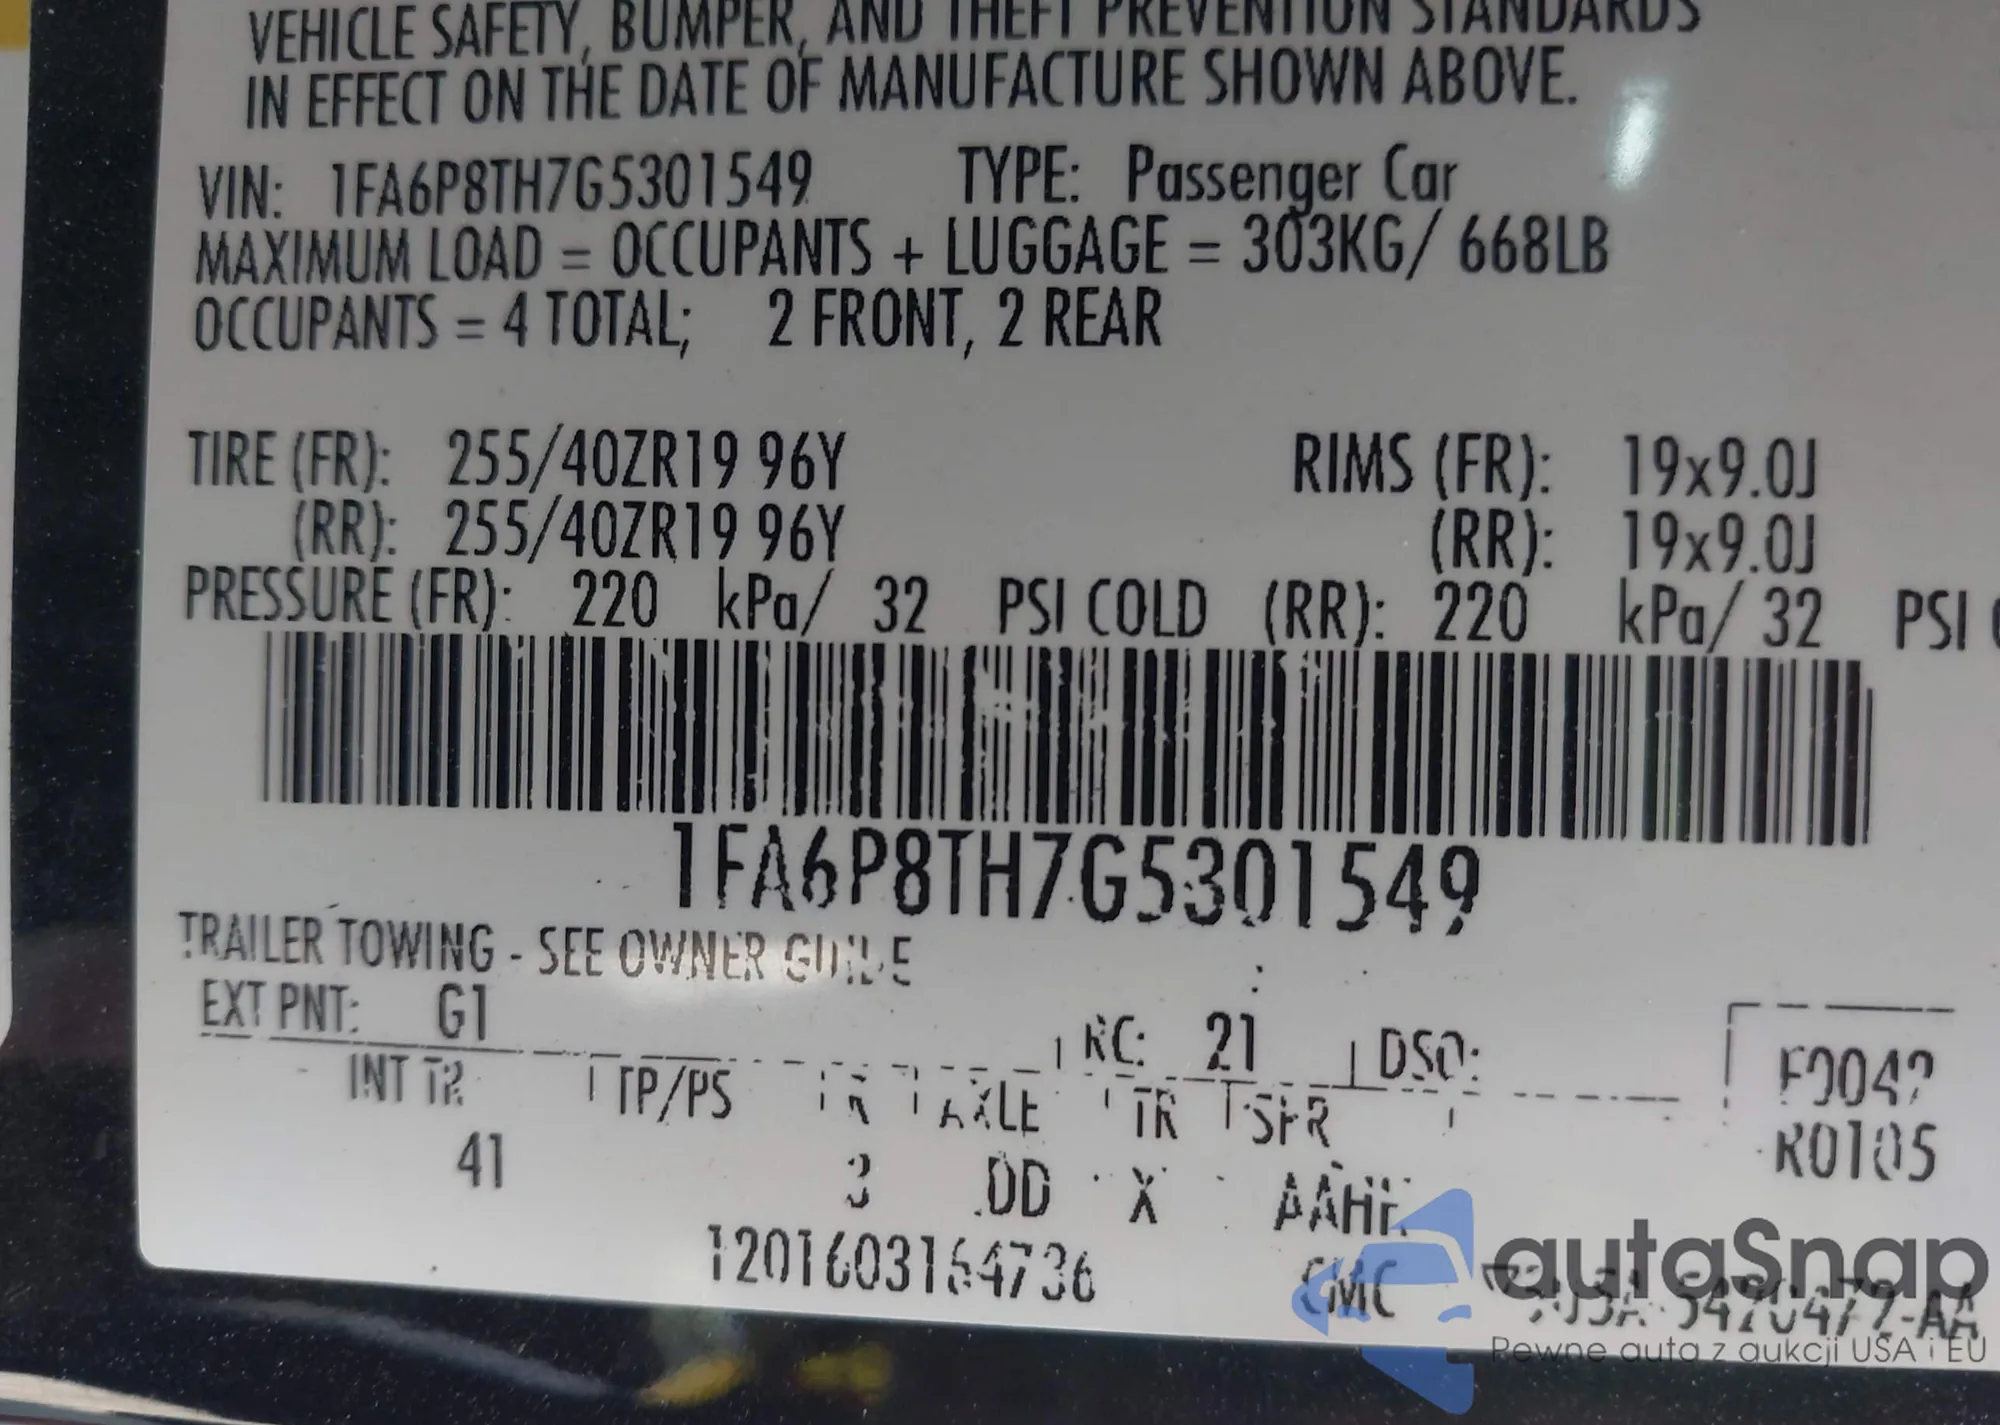 VEHICLE SAFETY, BUMPER, AND THEFT PREVENTION STANDARDS
IN EFFECT ON THE DATE OF MANUFACTURE SHOWN ABOVE.
VIN: 1FA6P8TH7G5301549 TYPE: Passenger Car
MAXIMUM LOAD = OCCUPANTS + LUGGAGE = 303KG/ 668LB
OCCUPANTS = 4 TOTAL; 2 FRONT, 2 REAR
TIRE (FR): 255/40ZR19 96Y RIMS (FR): 19x9.0J
(RR): 255/40ZR19 96Y (RR): 19x9.0J
PRESSURE (FR): 220 kPa/ 32 PSI COLD (RR): 220 kPa/ 32 PSI
1FA6P8TH7G5301549
TRAILER TOWING - SEE OWNER GUIDE
EXT PNT: G1 RC: 21 DSO:
INT TR TP/PS R AXLE TR SPR
F0042
R0105
41 3 DD X
autoSnap
Pewne auta z aukcji USA i EU